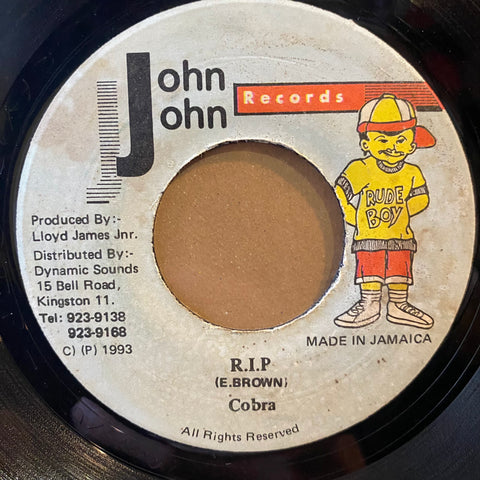 John
John
Records
RUDE
BOY
Produced By:-
Lloyd James Jnr.
Distributed By:-
Dynamic Sounds
15 Bell Road,
Kingston 11.
Tel: 923-9138
923-9168
C) (P) 1993
MADE IN JAMAICA
R.I.P
(E.BROWN)
Cobra
All Rights Reserved